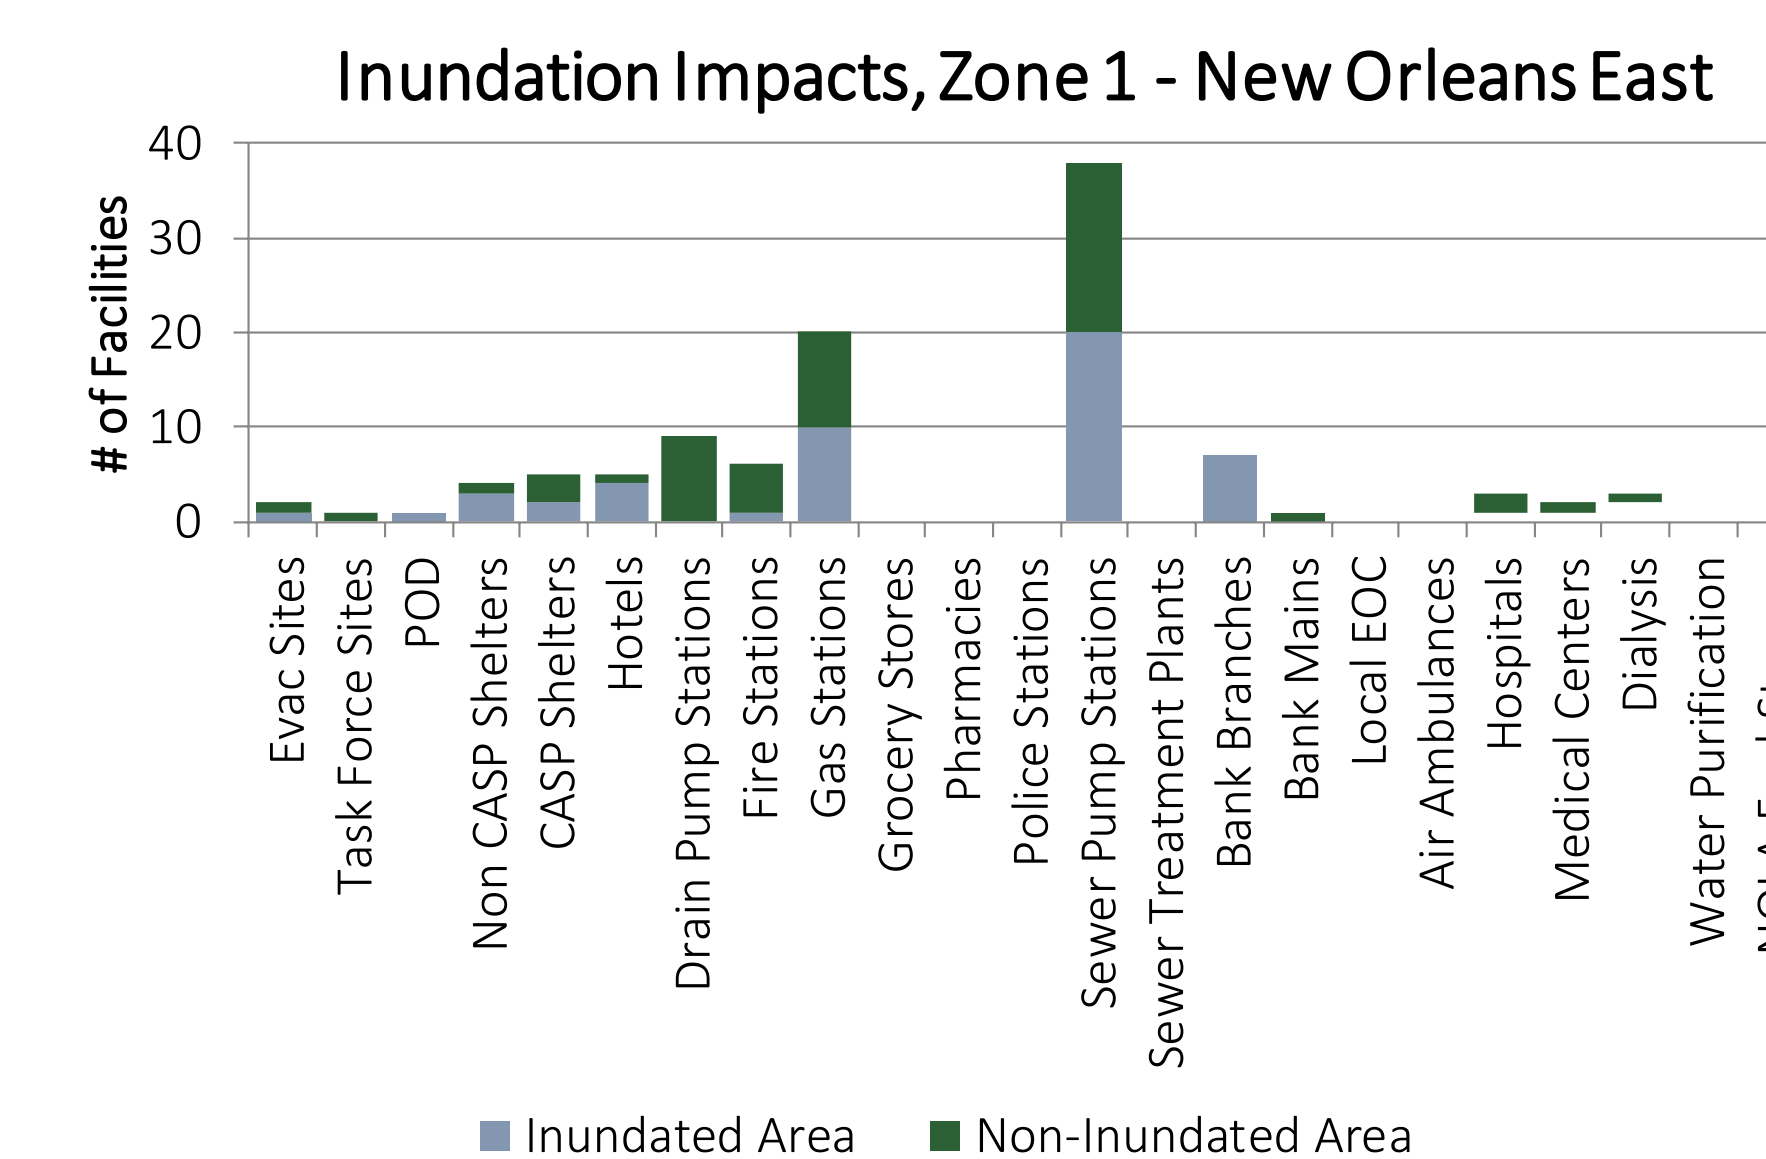 Inundation Impacts, Zone 1 - New Orleans East
# of Facilities
40
30
20
10
0
Evac Sites
Task Force Sites
POD
Non CASP Shelters
CASP Shelters
Hotels
Drain Pump Stations
Fire Stations
Gas Stations
Grocery Stores
Pharmacies
Police Stations
Sewer Pump Stations
Sewer Treatment Plants
Bank Branches
Bank Mains
Local EOC
Air Ambulances
Hospitals
Medical Centers
Dialysis
Water Purification
Inundated Area
Non-Inundated Area